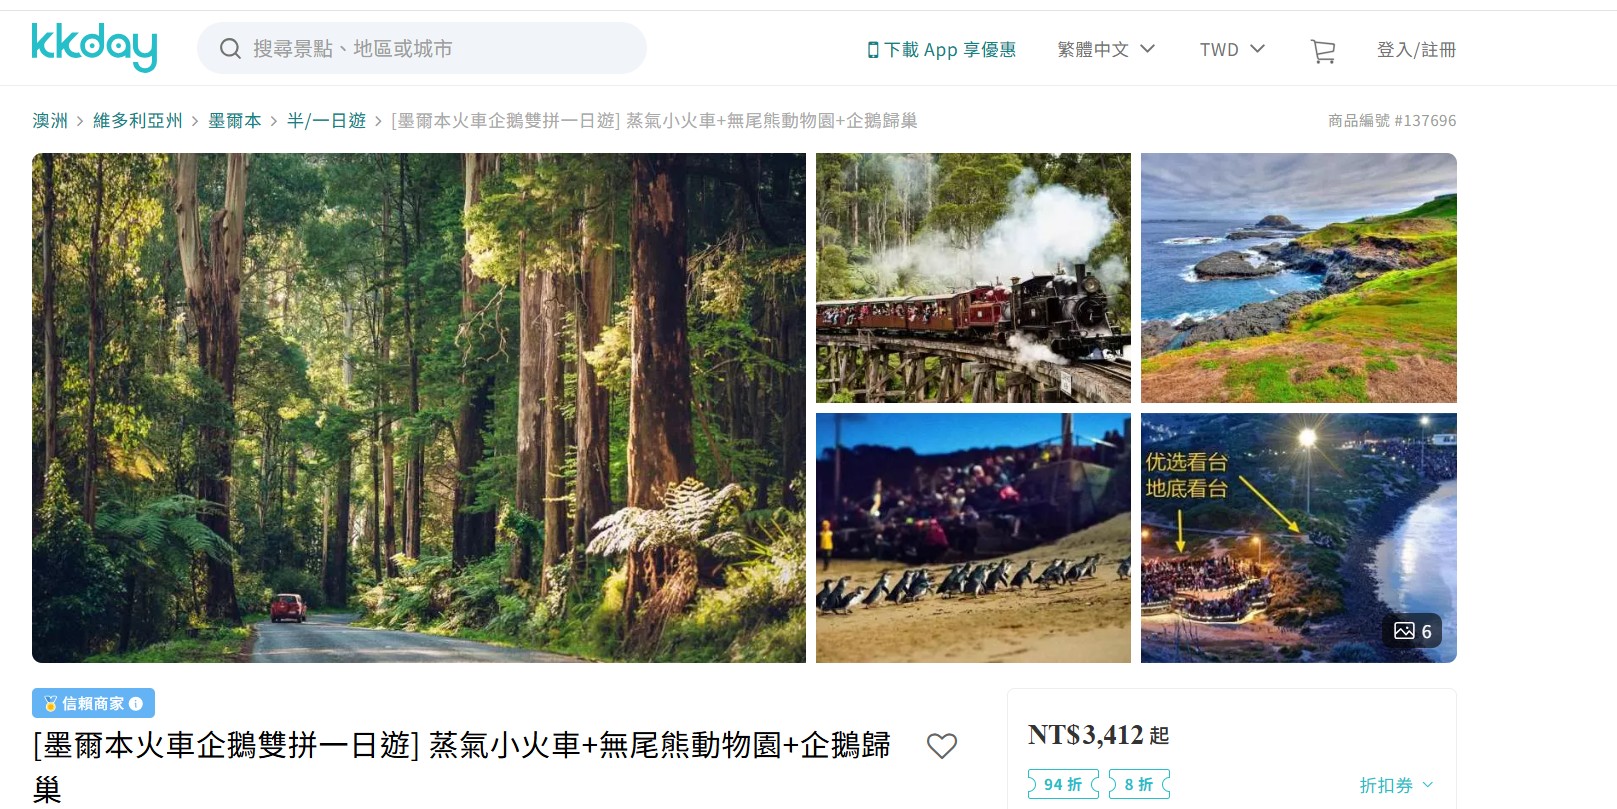 kkday
搜尋景點、地區或城市
下載 App 享優惠
繁體中文
TWD
登入/註冊
澳洲 > 維多利亞州 > 墨爾本 > 半/一日遊 > [墨爾本火車企鵝雙拼一日遊] 蒸氣小火車+無尾熊動物園+企鵝歸巢
商品編號 #137696
优选看台
地底看台
6
信賴商家
[墨爾本火車企鵝雙拼一日遊] 蒸氣小火車+無尾熊動物園+企鵝歸
巢
NT$3,412 起
94 折
8 折
折扣券